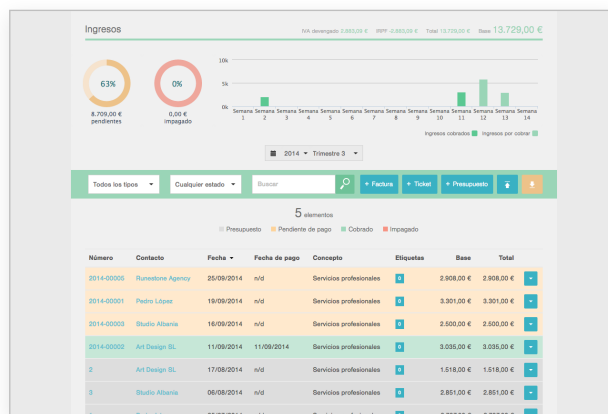 Ingresos
IVA devengado 2.883,09 € IRPF -2.883,09 € Total 13.729,00 € Base 13.729,00 €
10k
5k
0k
63%
0%
8.709,00 €
pendientes
0,00 €
impagado
Semana 1 Semana 2 Semana 3 Semana 4 Semana 5 Semana 6 Semana 7 Semana 8 Semana 9 Semana 10 Semana 11 Semana 12 Semana 13 Semana 14
Ingresos cobrados Ingresos por cobrar
2014 Trimestre 3
Todos los tipos Cualquier estado Buscar + Factura + Ticket + Presupuesto
5 elementos
Presupuesto Pendiente de pago Cobrado Impagado
Número Contacto Fecha Fecha de pago Concepto Etiquetas Base Total
2014-00005 Runestone Agency 25/09/2014 n/d Servicios profesionales 0 2.908,00 € 2.908,00 €
2014-00001 Pedro López 19/09/2014 n/d Servicios profesionales 0 3.301,00 € 3.301,00 €
2014-00003 Studio Albania 16/09/2014 n/d Servicios profesionales 0 2.500,00 € 2.500,00 €
2014-00002 Art Design SL 11/09/2014 11/09/2014 Servicios profesionales 0 3.035,00 € 3.035,00 €
2 Art Design SL 17/08/2014 n/d Servicios profesionales 0 1.518,00 € 1.518,00 €
3 Studio Albania 06/08/2014 n/d Servicios profesionales 0 2.851,00 € 2.851,00 €